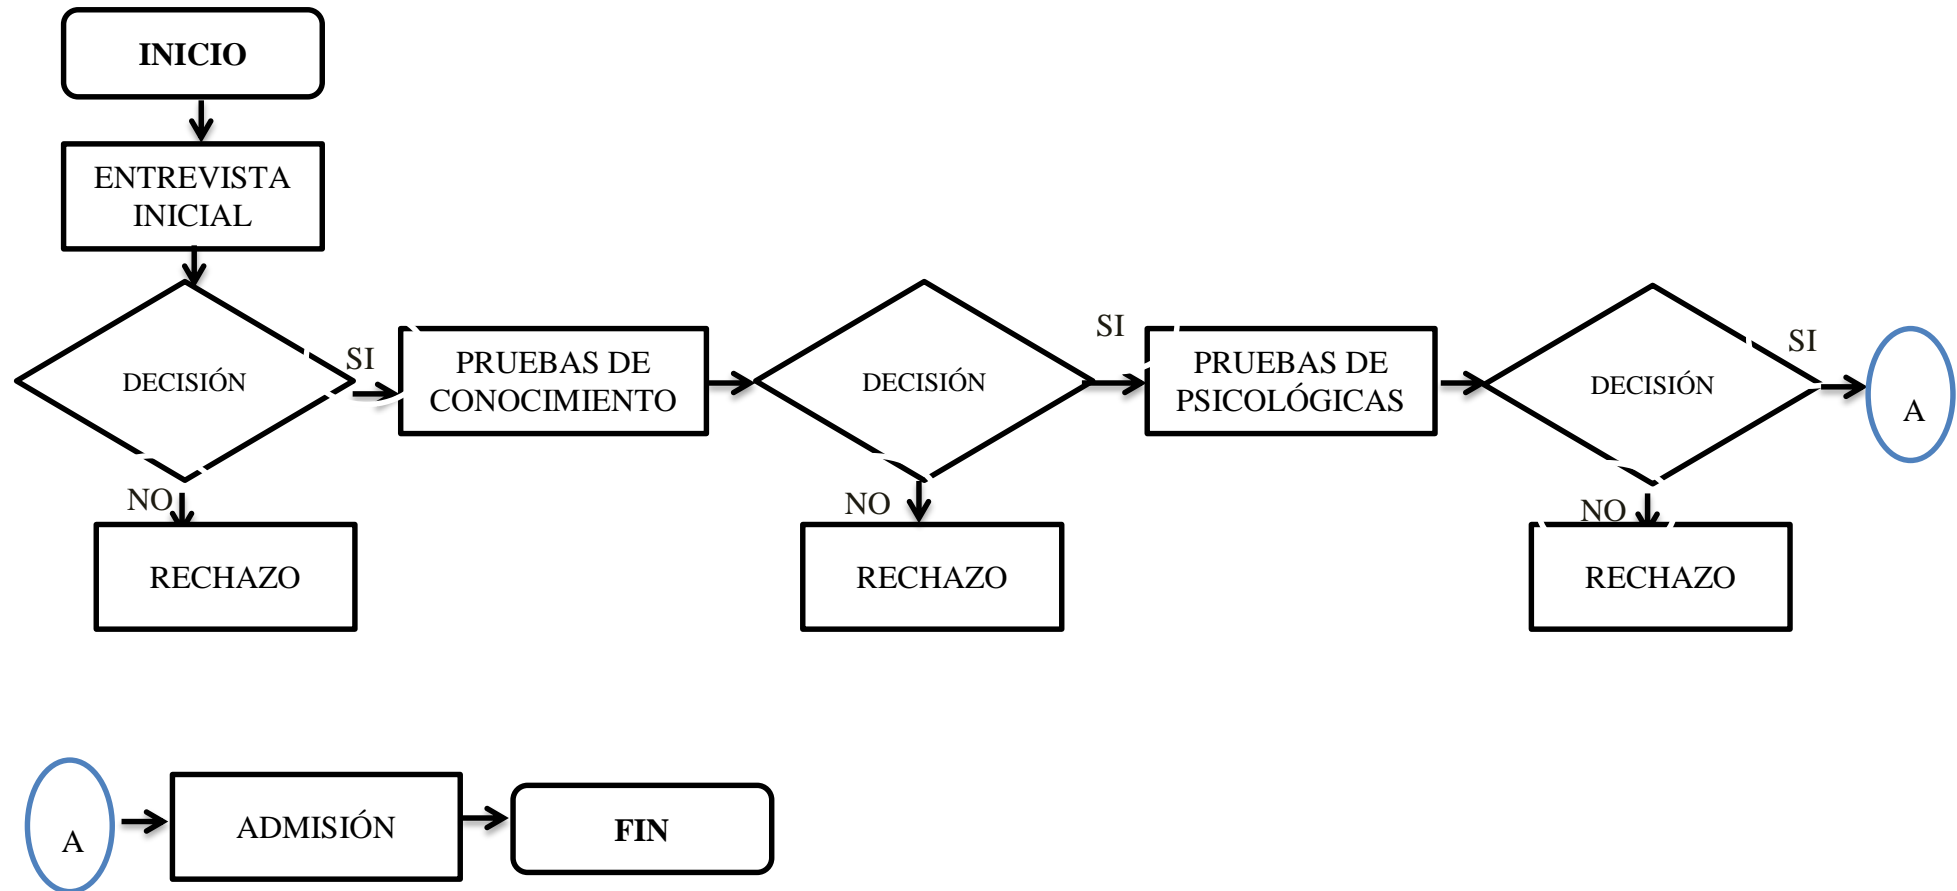 INICIO
ENTREVISTA
INICIAL
DECISIÓN
SI
NO
RECHAZO
PRUEBAS DE
CONOCIMIENTO
DECISIÓN
SI
NO
RECHAZO
PRUEBAS DE
PSICOLÓGICAS
DECISIÓN
SI
NO
RECHAZO
A
A
ADMISIÓN
FIN